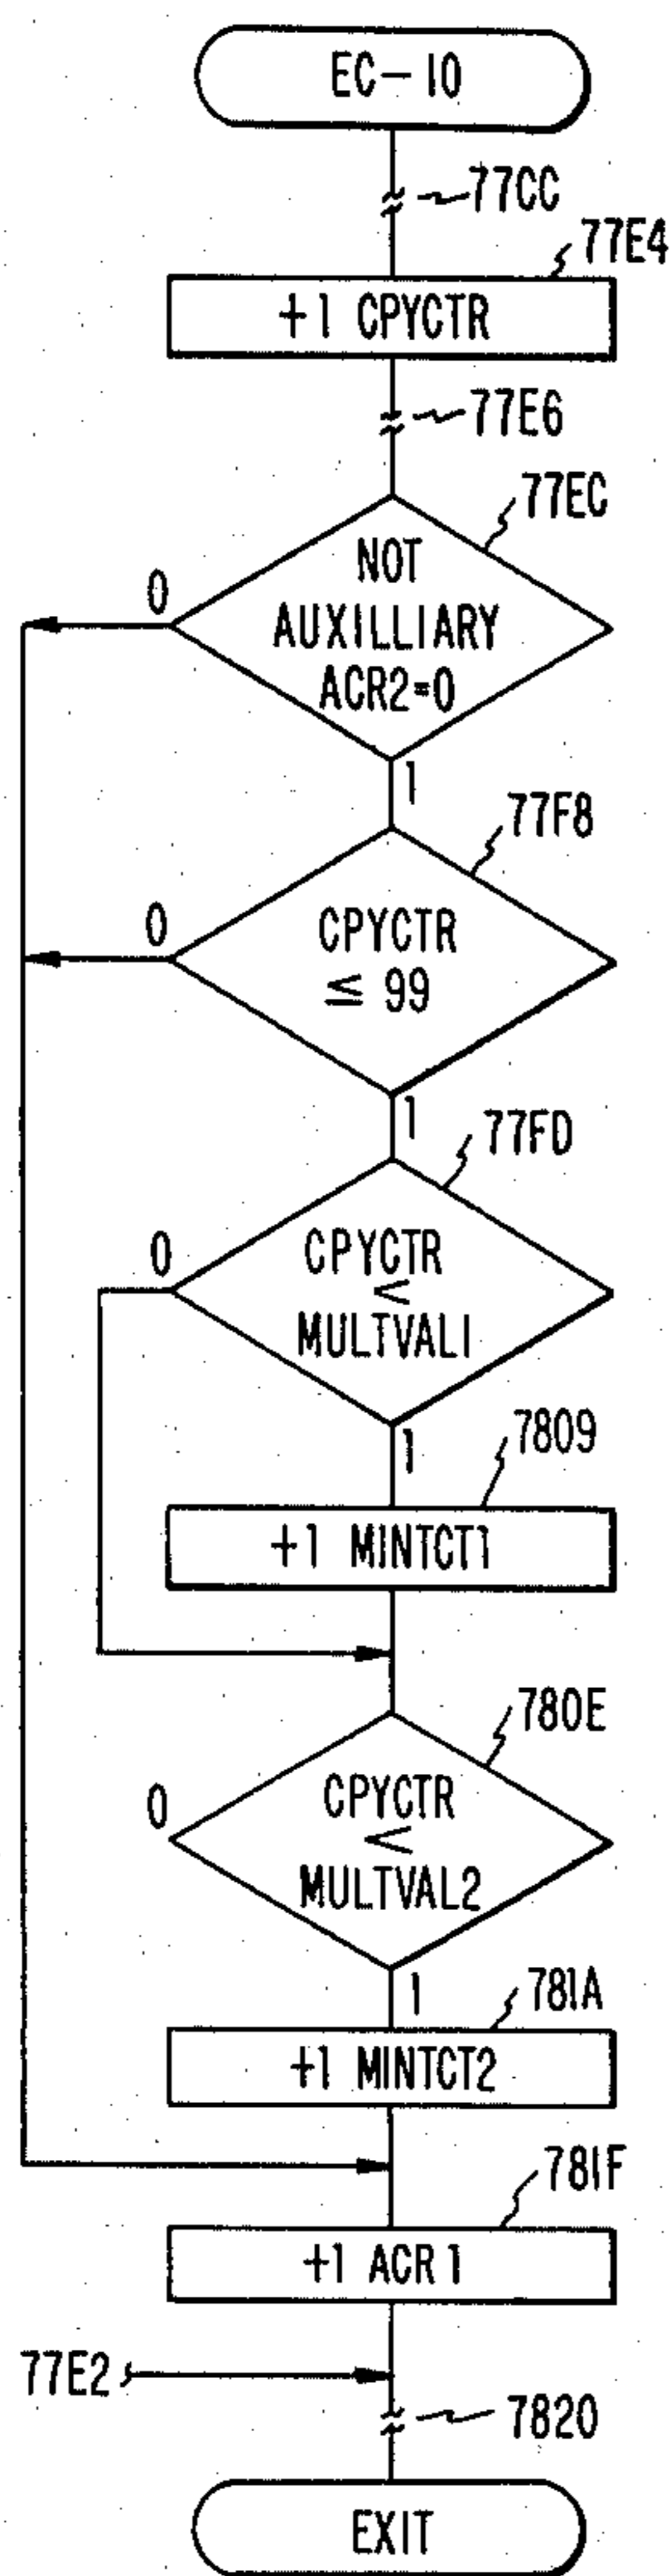 EC-10
77CC
77E4
+1 CPYCTR
77E6
77EC
0
NOT
AUXILLIARY
ACR2=0
1
77F8
0
CPYCTR
≤ 99
1
77FD
0
CPYCTR
<
MULTVAL1
1
7809
+1 MINTCT1
780E
0
CPYCTR
<
MULTVAL2
1
781A
+1 MINTCT2
781F
+1 ACR1
77E2
7820
EXIT